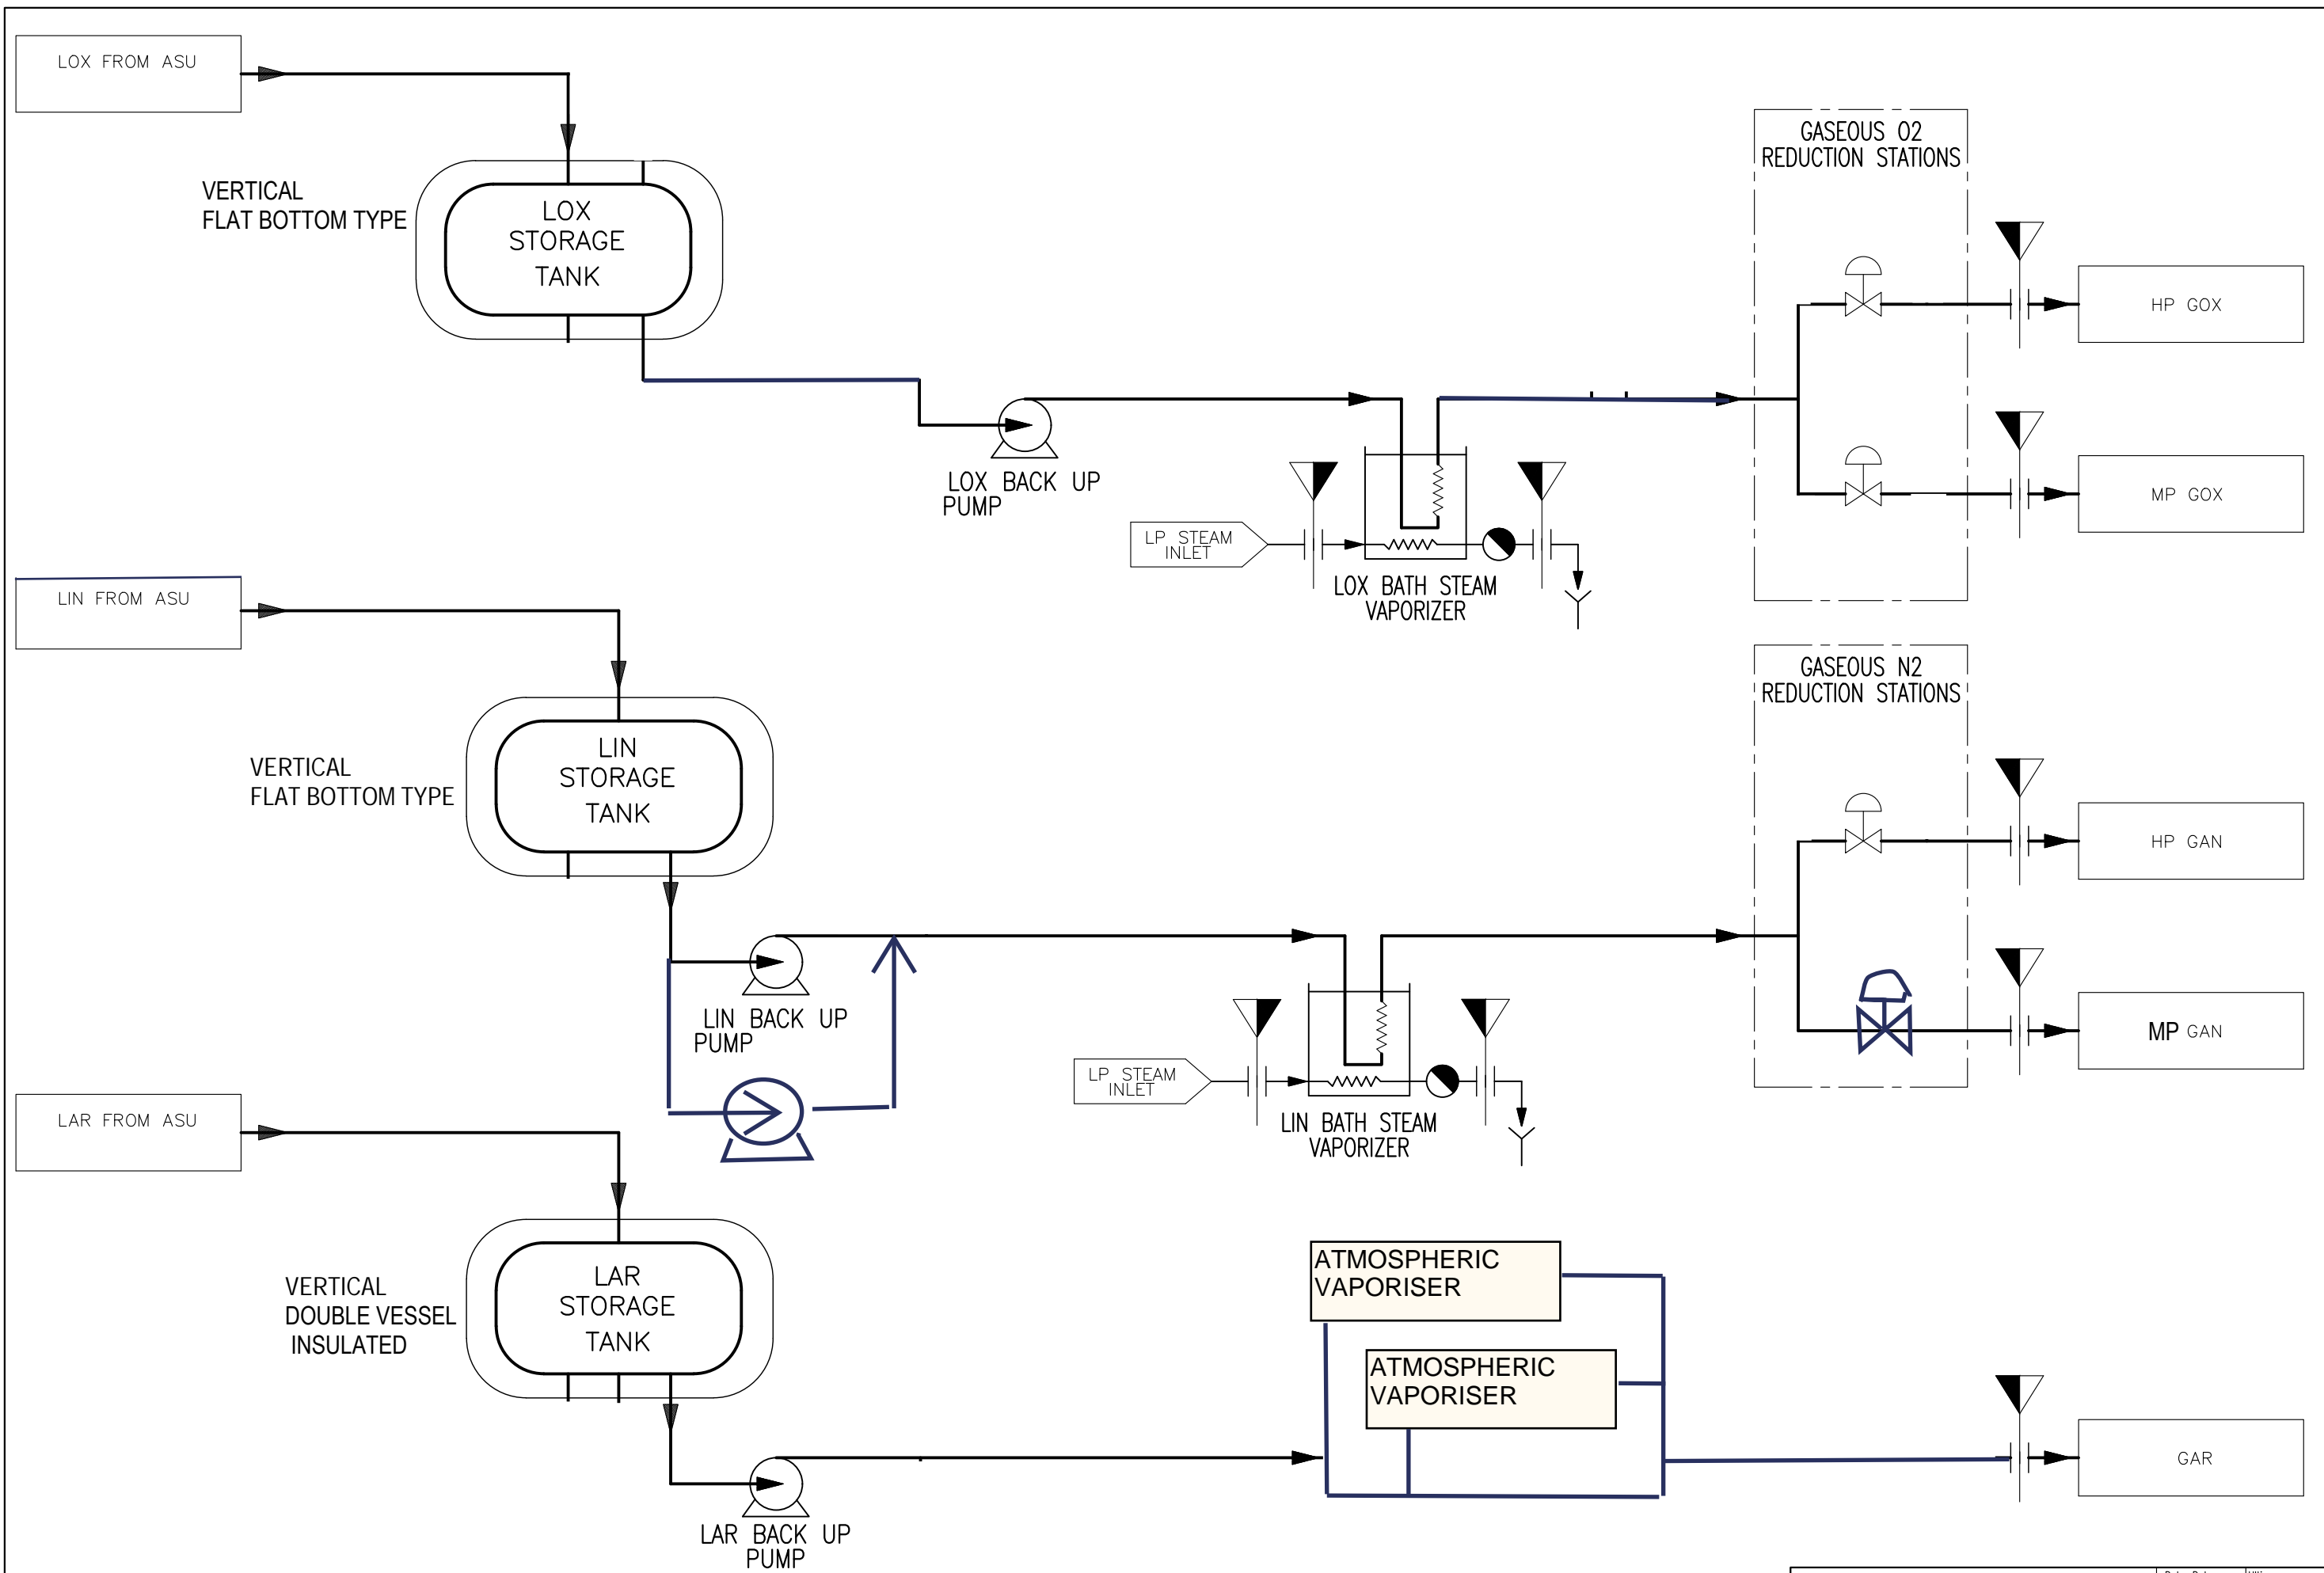 LOX FROM ASU
GASEOUS O2
REDUCTION STATIONS
VERTICAL
FLAT BOTTOM TYPE
LOX
STORAGE
TANK
HP GOX
LOX BACK UP
PUMP
MP GOX
LP STEAM
INLET
LOX BATH STEAM
VAPORIZER
LIN FROM ASU
GASEOUS N2
REDUCTION STATIONS
VERTICAL
FLAT BOTTOM TYPE
LIN
STORAGE
TANK
HP GAN
LIN BACK UP
PUMP
MP GAN
LP STEAM
INLET
LIN BATH STEAM
VAPORIZER
LAR FROM ASU
VERTICAL
DOUBLE VESSEL
INSULATED
LAR
STORAGE
TANK
ATMOSPHERIC
VAPORISER
ATMOSPHERIC
VAPORISER
GAR
LAR BACK UP
PUMP